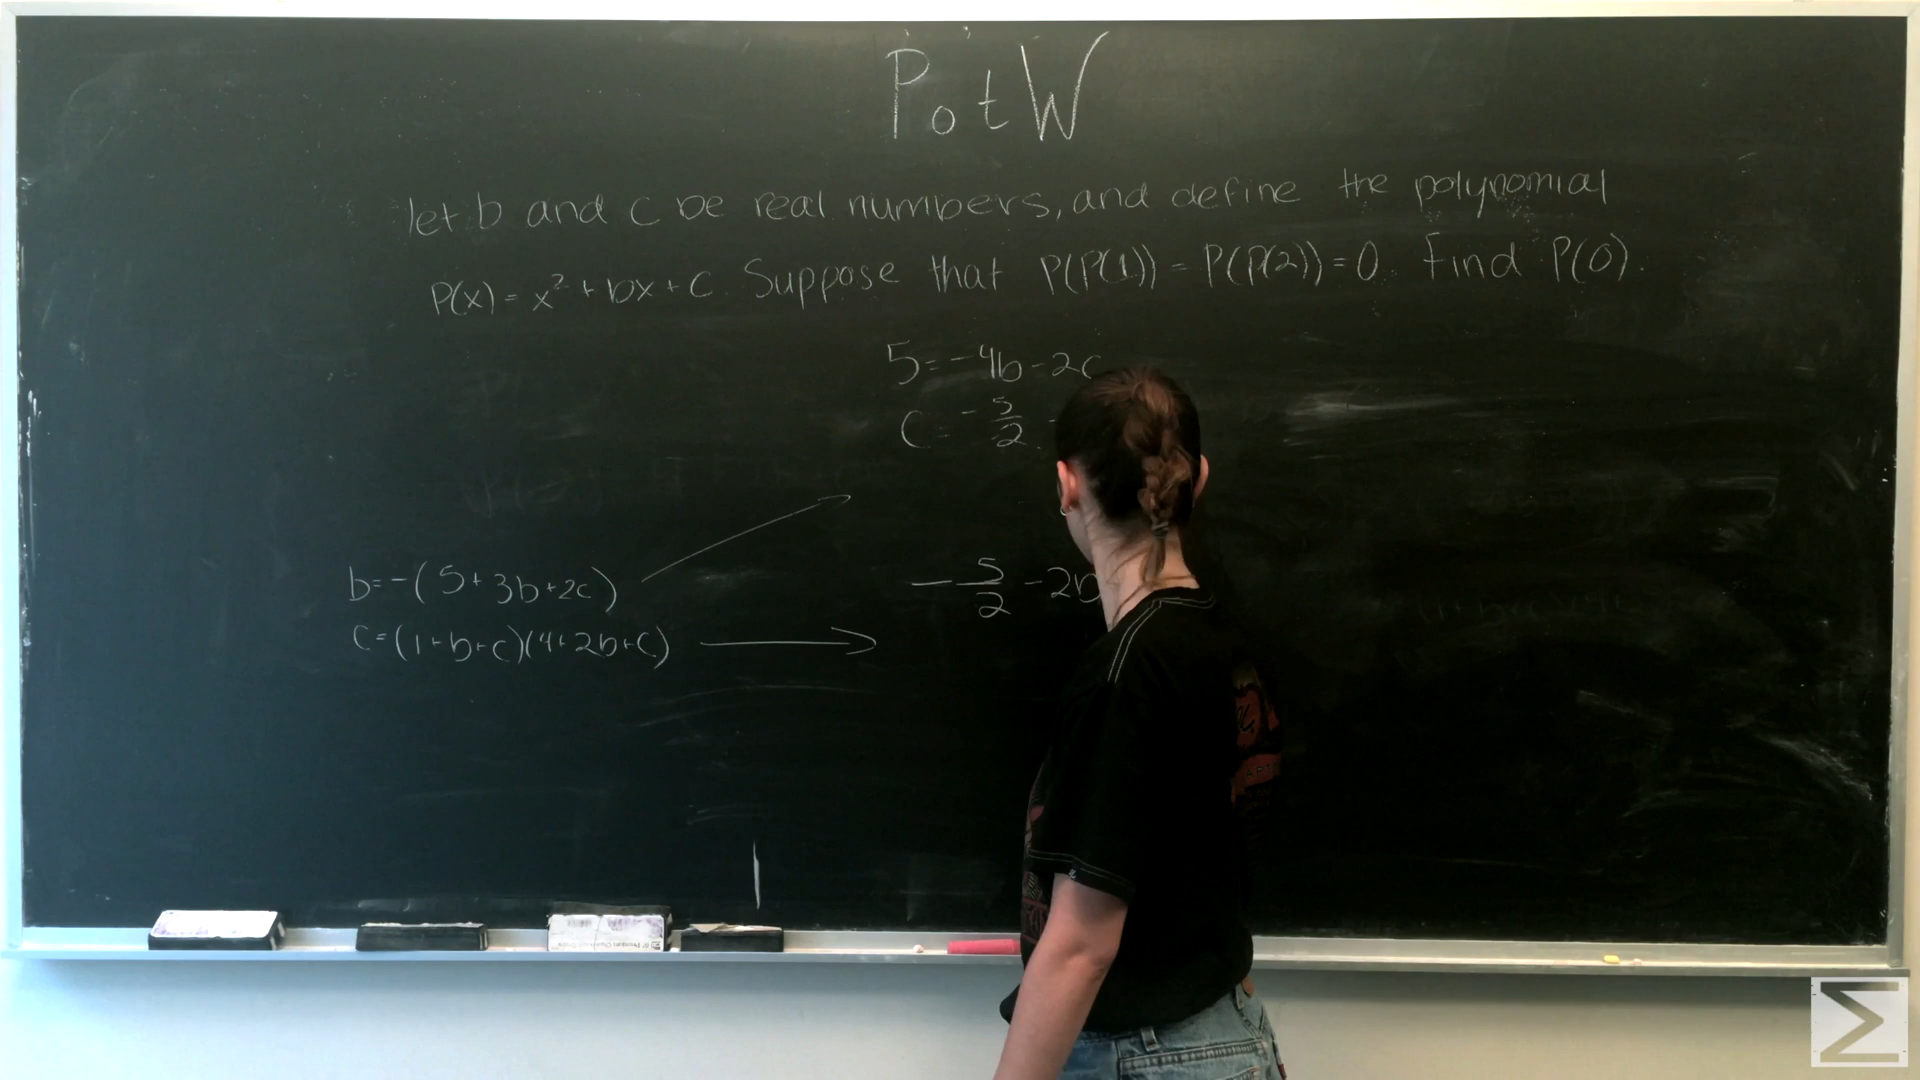 PotW
let b and c be real numbers, and define the polynomial
P(x) = x² + bx + c. Suppose that P(P(1)) = P(P(2)) = 0. Find P(0).
5 = -4b - 2c
c = -5/2
b = -(5 + 3b + 2c)
-5/2 - 2b
c = (1 + b + c)(4 + 2b + c)
Σ